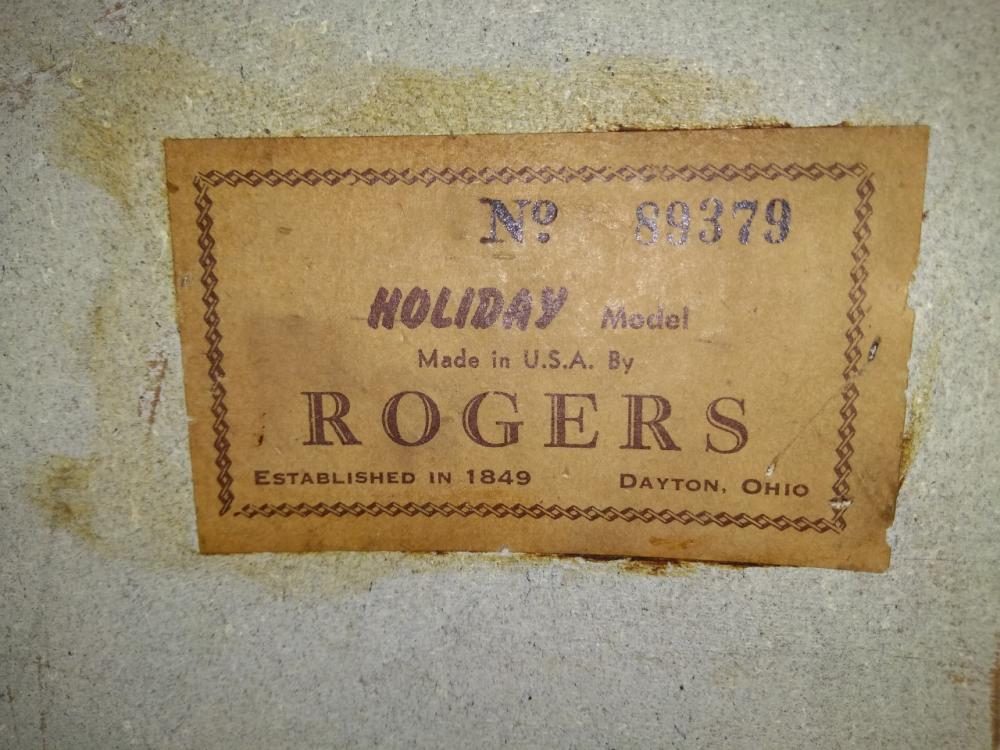 Nº 89379
HOLIDAY Model
Made in U.S.A. By
ROGERS
ESTABLISHED IN 1849 DAYTON, OHIO